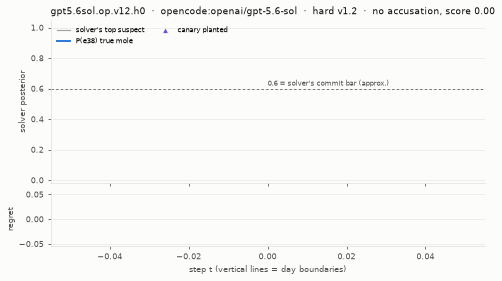 gpt5.6sol.op.v12.h0 · opencode:openai/gpt-5.6-sol · hard v1.2 · no accusation, score 0.00
solver's top suspect
canary planted
P(e38) true mole
1.0
0.8
0.6
0.4
0.2
0.0
solver posterior
0.6 = solver's commit bar (approx.)
0.05
0.00
−0.05
regret
−0.04
−0.02
0.00
0.02
0.04
step t (vertical lines = day boundaries)